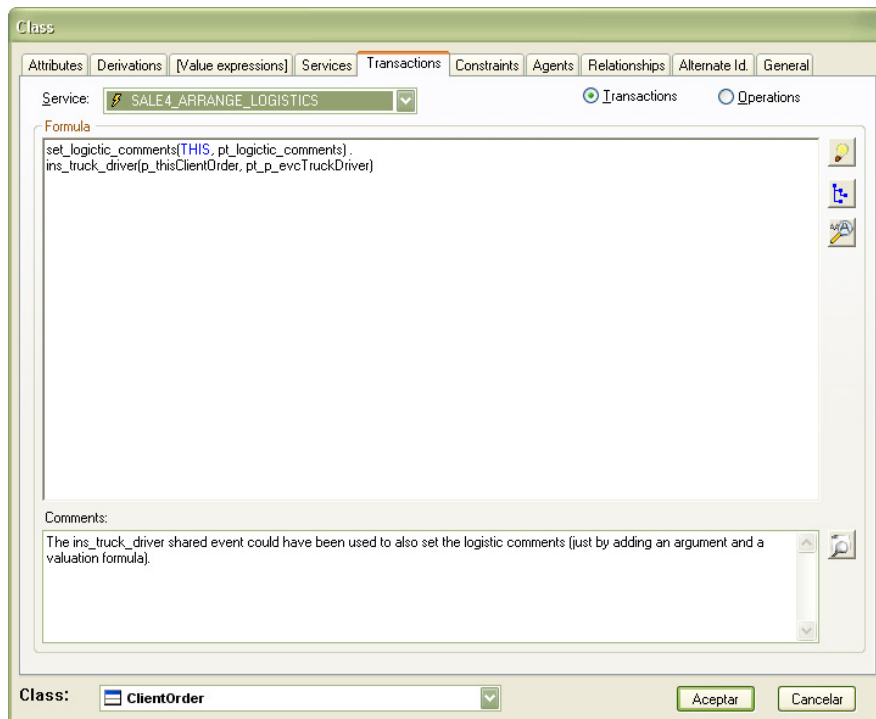 Class
Attributes Derivations [Value expressions] Services Transactions Constraints Agents Relationships Alternate Id. General
Service: SALE4_ARRANGE_LOGISTICS Transactions Operations
Formula
set_logictic_comments(THIS, pt_logictic_comments) .
ins_truck_driver(p_thisClientOrder, pt_p_evcTruckDriver)
Comments:
The ins_truck_driver shared event could have been used to also set the logistic comments (just by adding an argument and a
valuation formula).
Class: ClientOrder Aceptar Cancelar